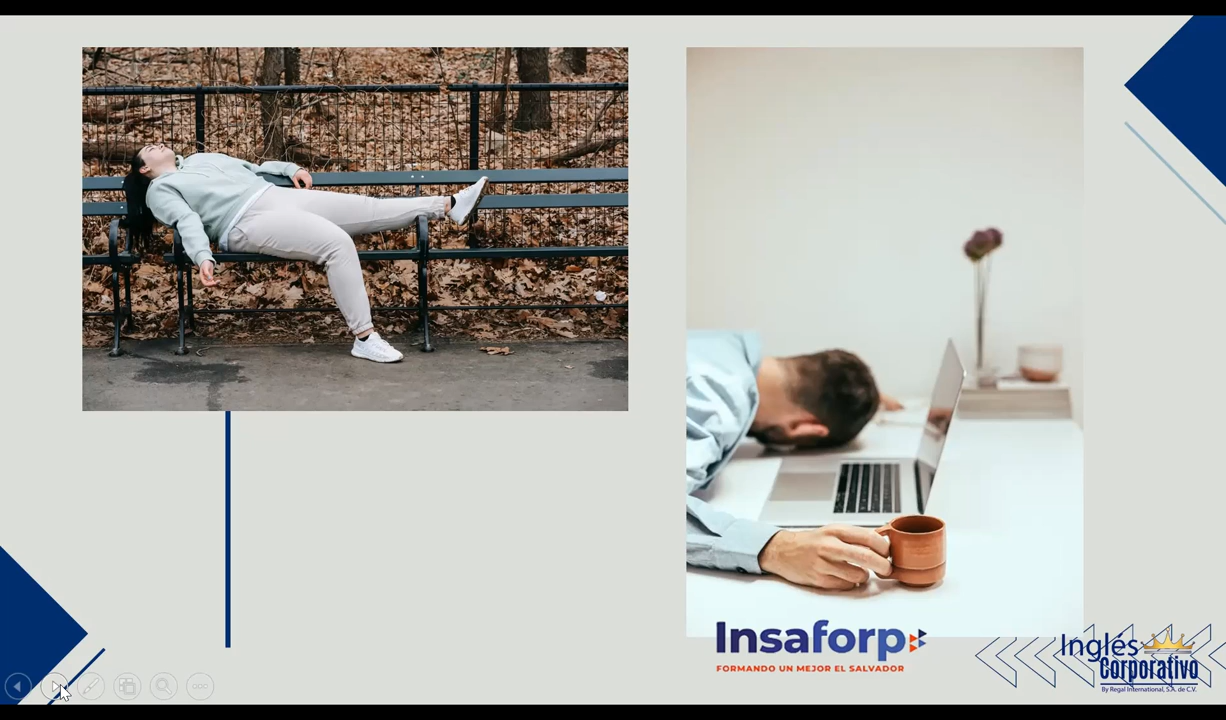 Insaforp
FORMANDO UN MEJOR EL SALVADOR
Inglés
Corporativo
By Regal International, S.A. de C.V.